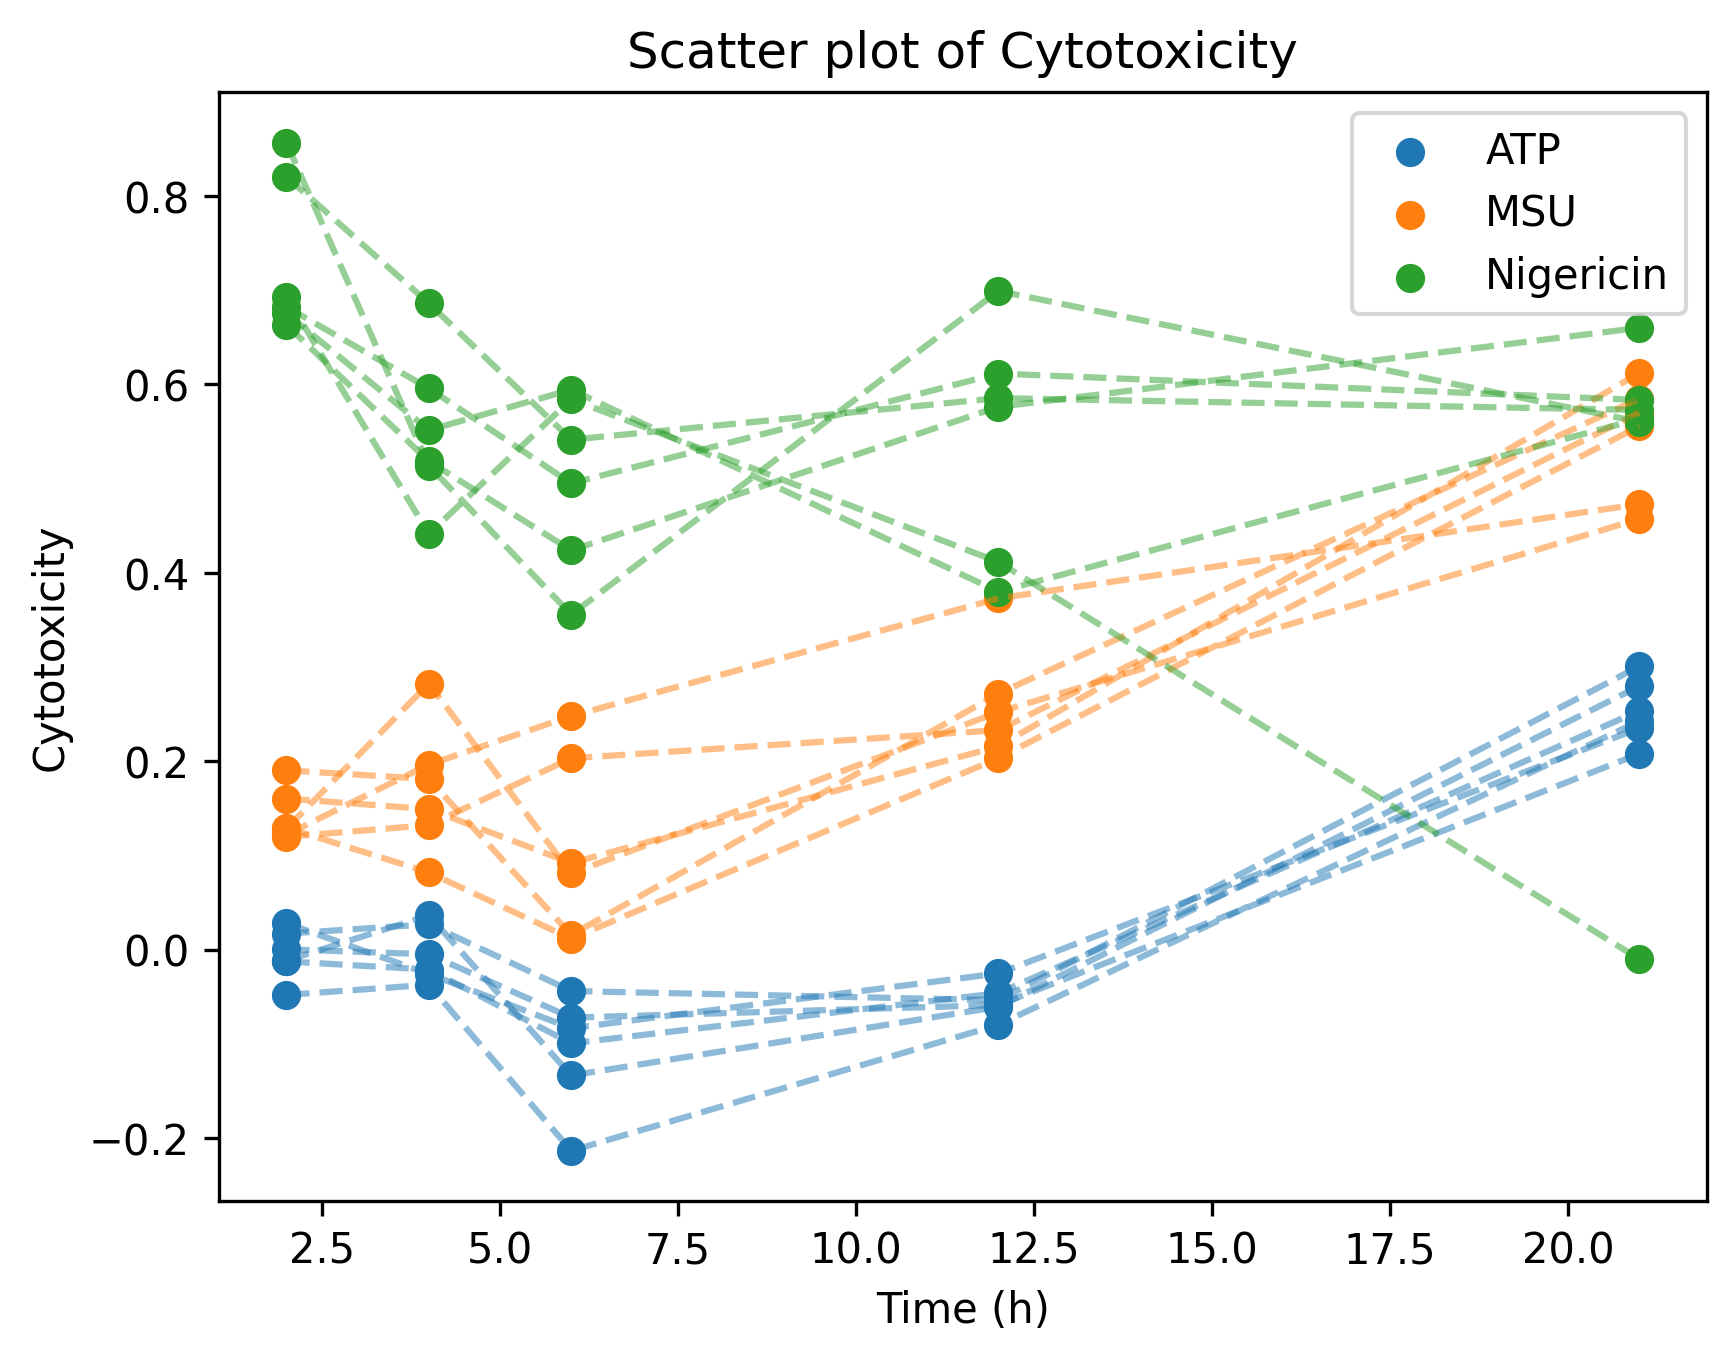 Scatter plot of Cytotoxicity
ATP
MSU
Nigericin
Cytotoxicity
0.8
0.6
0.4
0.2
0.0
−0.2
2.5 5.0 7.5 10.0 12.5 15.0 17.5 20.0
Time (h)